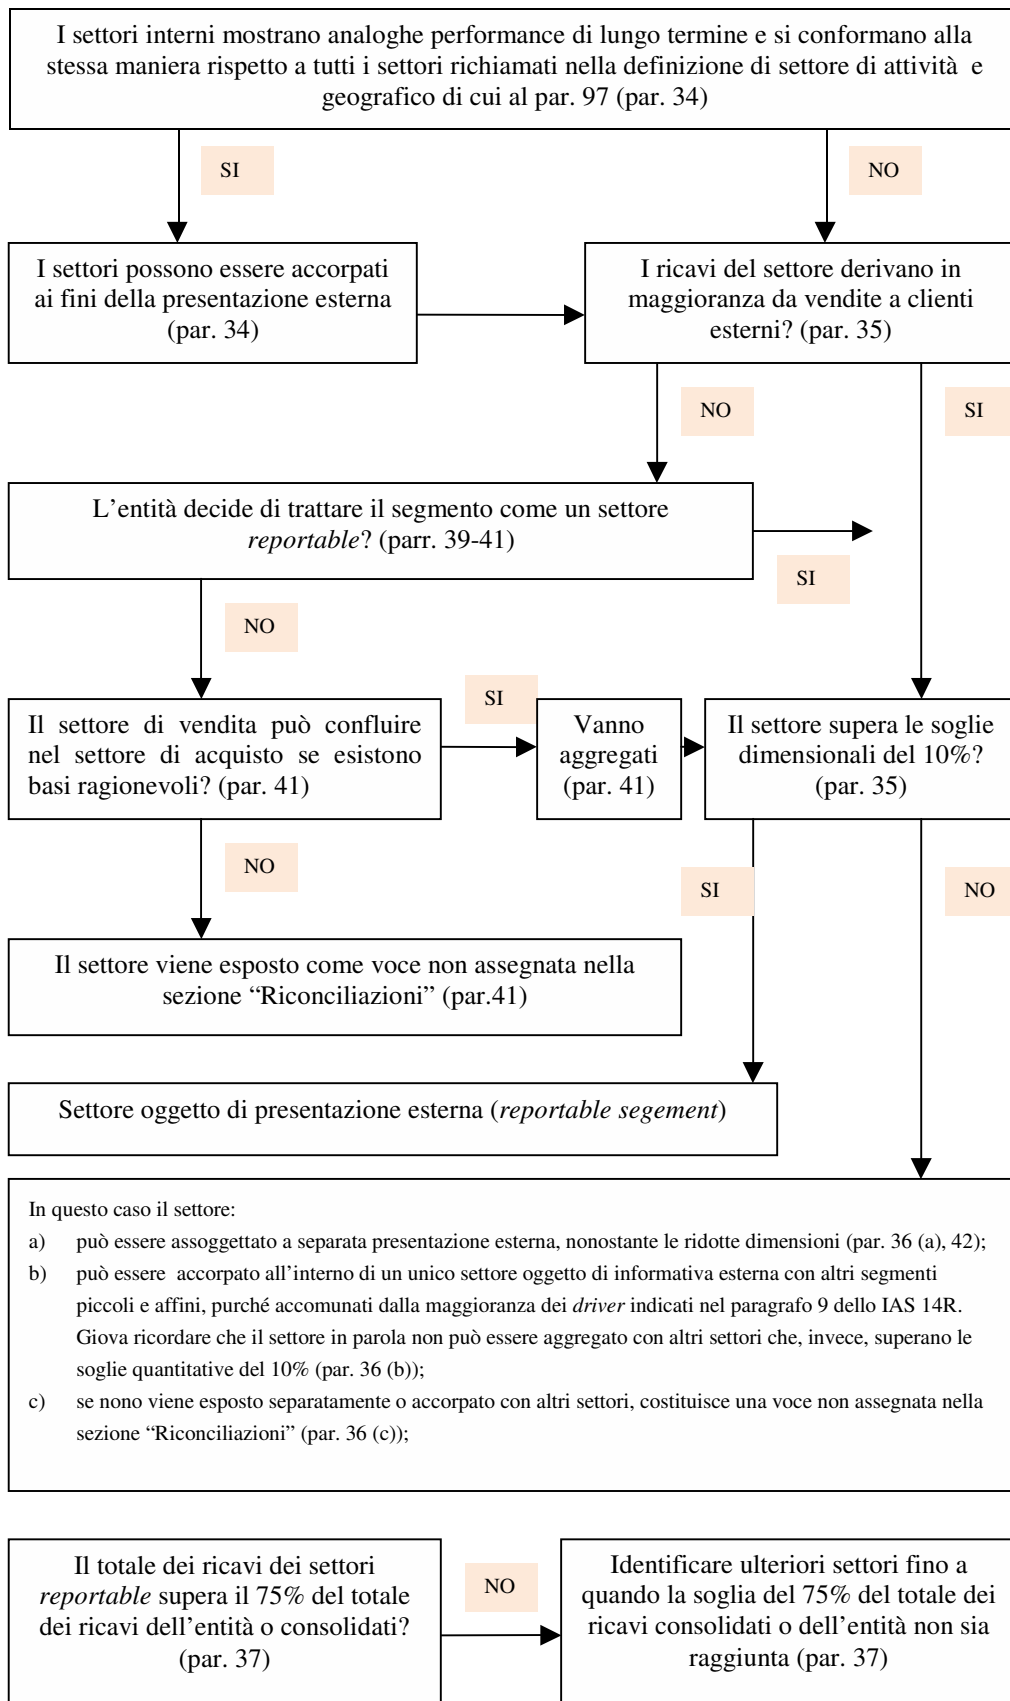 I settori interni mostrano analoghe performance di lungo termine e si conformano alla
stessa maniera rispetto a tutti i settori richiamati nella definizione di settore di attività e
geografico di cui al par. 97 (par. 34)
SI
NO
I settori possono essere accorpati
ai fini della presentazione esterna
(par. 34)
I ricavi del settore derivano in
maggioranza da vendite a clienti
esterni? (par. 35)
NO
SI
L’entità decide di trattare il segmento come un settore
reportable? (parr. 39-41)
SI
NO
Il settore di vendita può confluire
nel settore di acquisto se esistono
basi ragionevoli? (par. 41)
SI
Vanno
aggregati
(par. 41)
Il settore supera le soglie
dimensionali del 10%?
(par. 35)
NO
SI
NO
Il settore viene esposto come voce non assegnata nella
sezione “Riconciliazioni” (par.41)
Settore oggetto di presentazione esterna (reportable segement)
In questo caso il settore:
a) può essere assoggettato a separata presentazione esterna, nonostante le ridotte dimensioni (par. 36 (a), 42);
b) può essere accorpato all’interno di un unico settore oggetto di informativa esterna con altri segmenti
piccoli e affini, purché accomunati dalla maggioranza dei driver indicati nel paragrafo 9 dello IAS 14R.
Giova ricordare che il settore in parola non può essere aggregato con altri settori che, invece, superano le
soglie quantitative del 10% (par. 36 (b));
c) se nono viene esposto separatamente o accorpato con altri settori, costituisce una voce non assegnata nella
sezione “Riconciliazioni” (par. 36 (c));
Il totale dei ricavi dei settori
reportable supera il 75% del totale
dei ricavi dell’entità o consolidati?
(par. 37)
NO
Identificare ulteriori settori fino a
quando la soglia del 75% del totale dei
ricavi consolidati o dell’entità non sia
raggiunta (par. 37)